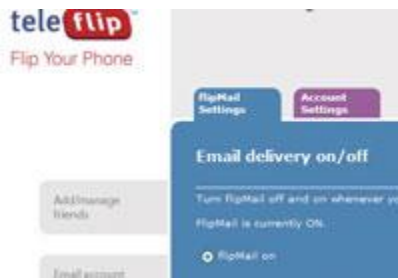 tele flip
Flip Your Phone
flipMail
Settings
Account
Settings
Email delivery on/off
Turn flipMail off and on whenever yo
flipMail is currently ON.
flipMail on
Add/manage
friends
Email account